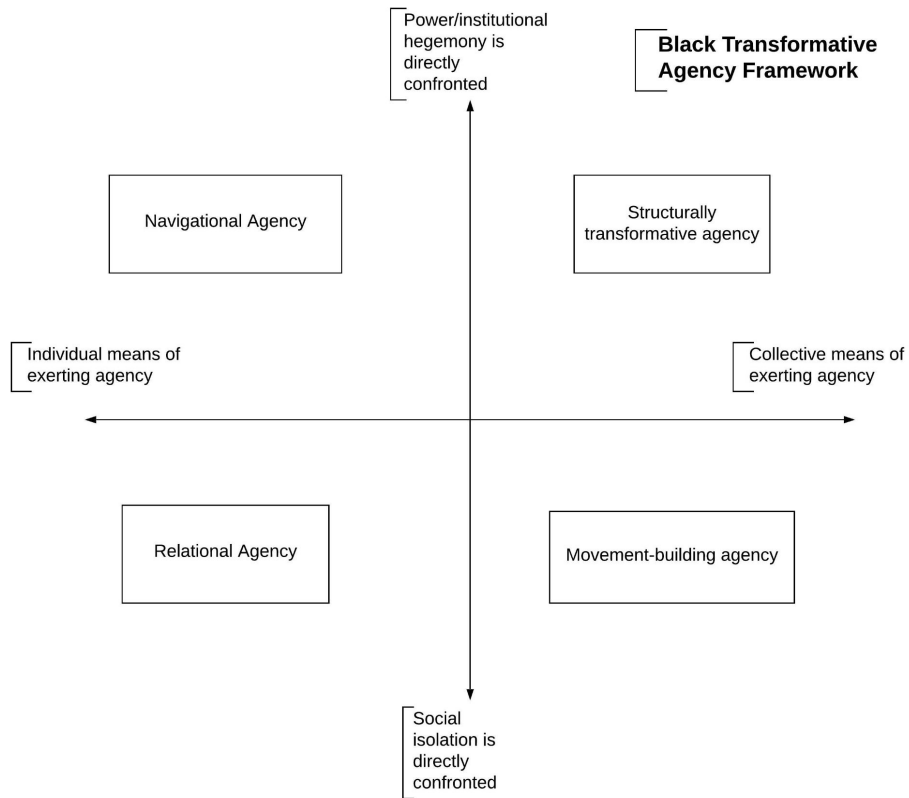 Power/institutional
hegemony is
directly
confronted
Black Transformative
Agency Framework
Navigational Agency
Structurally
transformative agency
Individual means of
exerting agency
Collective means of
exerting agency
Relational Agency
Movement-building agency
Social
isolation is
directly
confronted